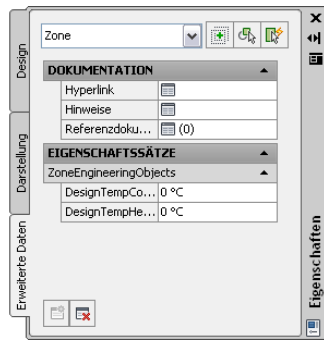 Zone
DOKUMENTATION
Hyperlink
Hinweise
Referenzdoku... (0)
EIGENSCHAFTSSÄTZE
ZoneEngineeringObjects
DesignTempCo... 0 °C
DesignTempHe... 0 °C
Design
Darstellung
Erweiterte Daten
Eigenschaften